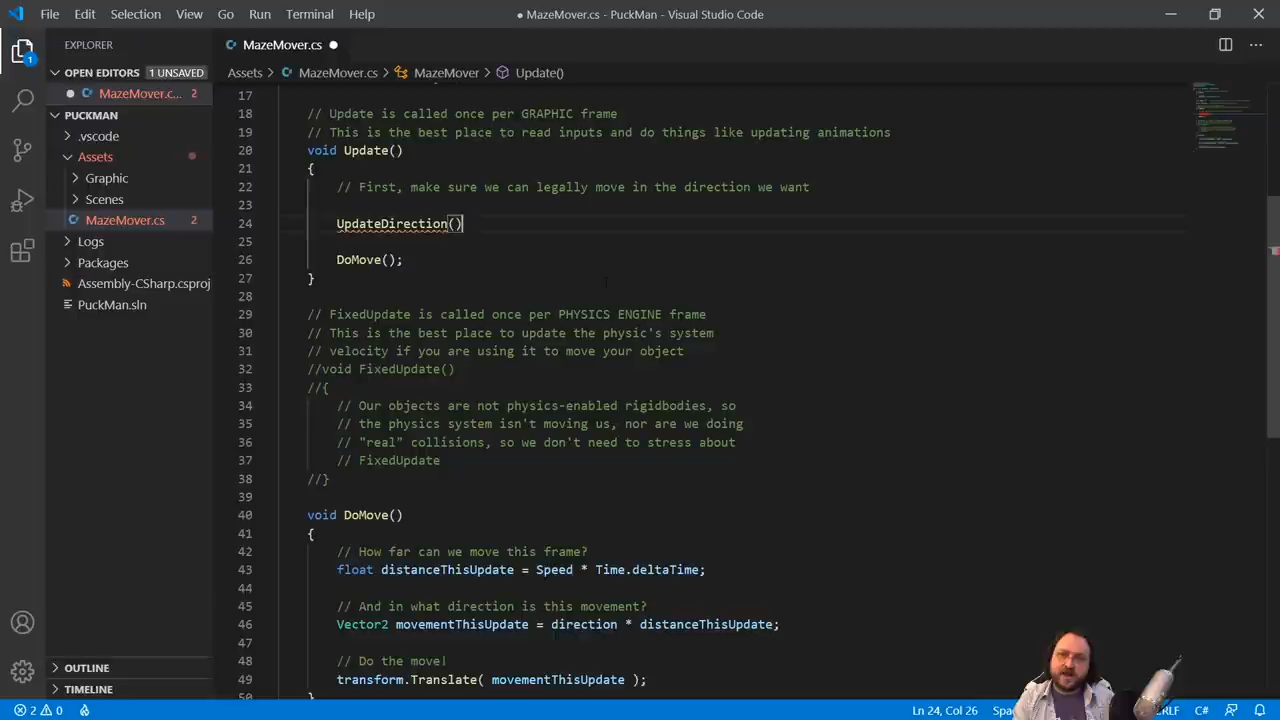 File Edit Selection View Go Run Terminal Help
● MazeMover.cs - PuckMan - Visual Studio Code
EXPLORER
MazeMover.cs
OPEN EDITORS 1 UNSAVED
MazeMover.c... 2
PUCKMAN
.vscode
Assets
Graphic
Scenes
MazeMover.cs 2
Logs
Packages
Assembly-CSharp.csproj
PuckMan.sln
OUTLINE
TIMELINE
1
Assets > MazeMover.cs > MazeMover > Update()
17
18 // Update is called once per GRAPHIC frame
19 // This is the best place to read inputs and do things like updating animations
20 void Update()
21 {
22 // First, make sure we can legally move in the direction we want
23
24 UpdateDirection()
25
26 DoMove();
27 }
28
29 // FixedUpdate is called once per PHYSICS ENGINE frame
30 // This is the best place to update the physic's system
31 // velocity if you are using it to move your object
32 //void FixedUpdate()
33 //{
34 // Our objects are not physics-enabled rigidbodies, so
35 // the physics system isn't moving us, nor are we doing
36 // "real" collisions, so we don't need to stress about
37 // FixedUpdate
38 //}
39
40 void DoMove()
41 {
42 // How far can we move this frame?
43 float distanceThisUpdate = Speed * Time.deltaTime;
44
45 // And in what direction is this movement?
46 Vector2 movementThisUpdate = direction * distanceThisUpdate;
47
48 // Do the move!
49 transform.Translate( movementThisUpdate );
50 }
2 0
Ln 24, Col 26
CRLF
C#